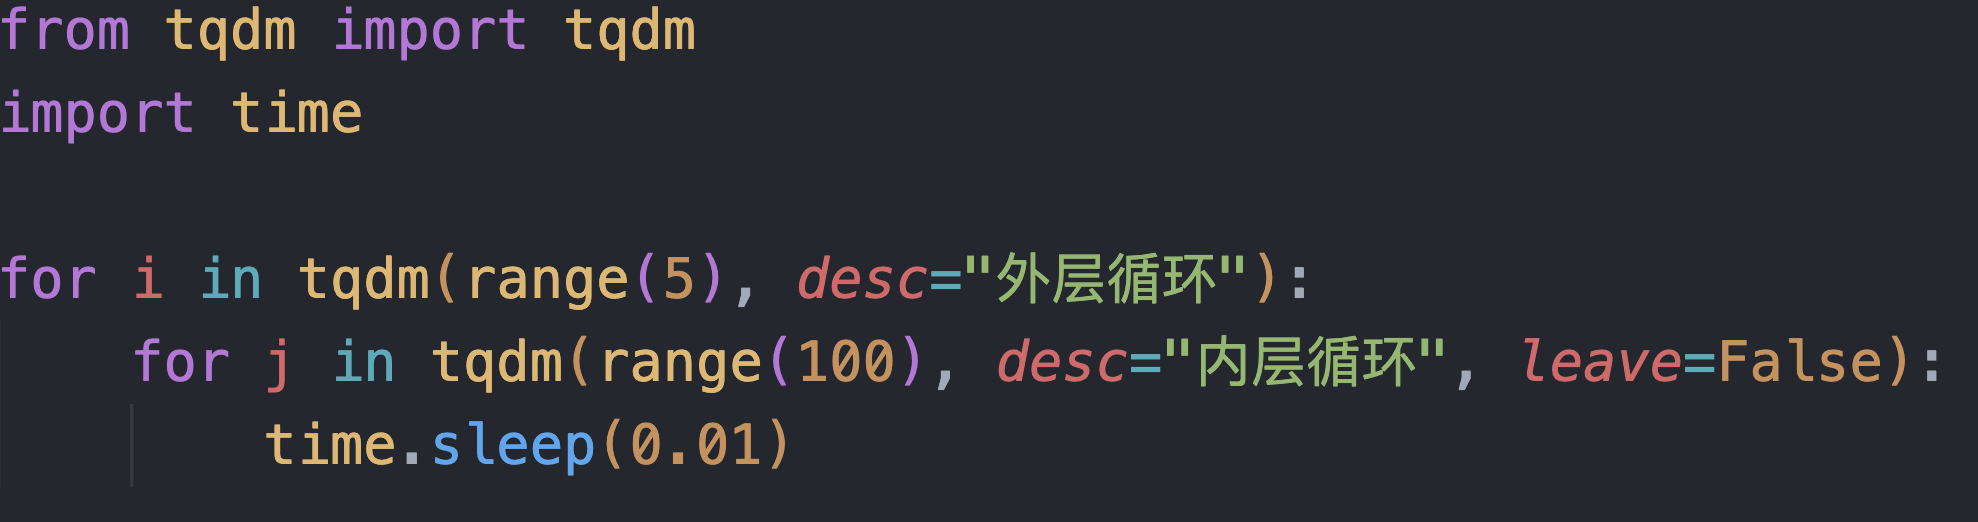 from tqdm import tqdm
import time
for i in tqdm(range(5), desc="外层循环"):
    for j in tqdm(range(100), desc="内层循环", leave=False):
        time.sleep(0.01)